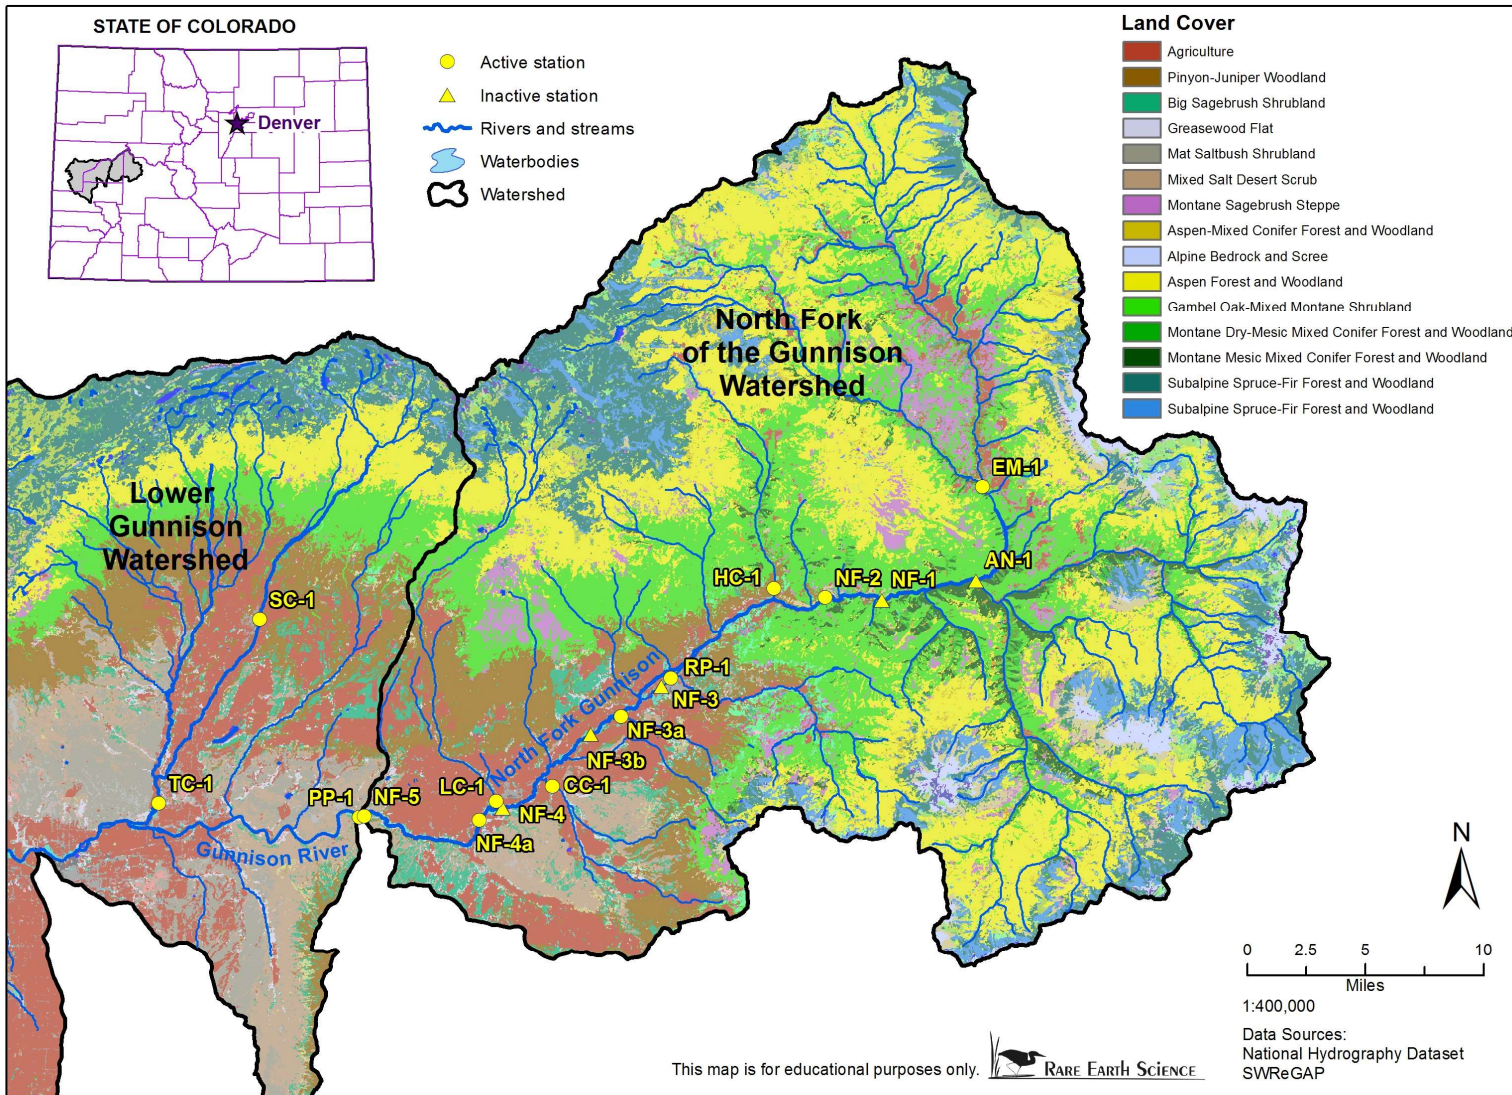 STATE OF COLORADO
Denver
Active station
Inactive station
Rivers and streams
Waterbodies
Watershed
Land Cover
Agriculture
Pinyon-Juniper Woodland
Big Sagebrush Shrubland
Greasewood Flat
Mat Saltbush Shrubland
Mixed Salt Desert Scrub
Montane Sagebrush Steppe
Aspen-Mixed Conifer Forest and Woodland
Alpine Bedrock and Scree
Aspen Forest and Woodland
Gambel Oak-Mixed Montane Shrubland
Montane Dry-Mesic Mixed Conifer Forest and Woodland
Montane Mesic Mixed Conifer Forest and Woodland
Subalpine Spruce-Fir Forest and Woodland
Subalpine Spruce-Fir Forest and Woodland
North Fork
of the Gunnison
Watershed
Lower
Gunnison
Watershed
EM-1
AN-1
HC-1
NF-2
NF-1
SC-1
RP-1
NF-3
North Fork Gunnison
NF-3a
NF-3b
TC-1
PP-1
NF-5
LC-1
CC-1
NF-4
NF-4a
Gunnison River
N
0 2.5 5 10
Miles
1:400,000
Data Sources:
National Hydrography Dataset
SWReGAP
This map is for educational purposes only.
RARE EARTH SCIENCE